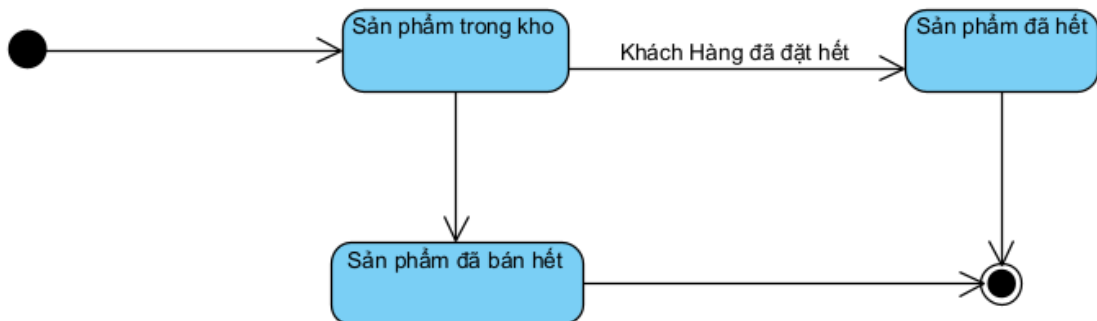 Sản phẩm trong kho
Khách Hàng đã đặt hết
Sản phẩm đã hết
Sản phẩm đã bán hết